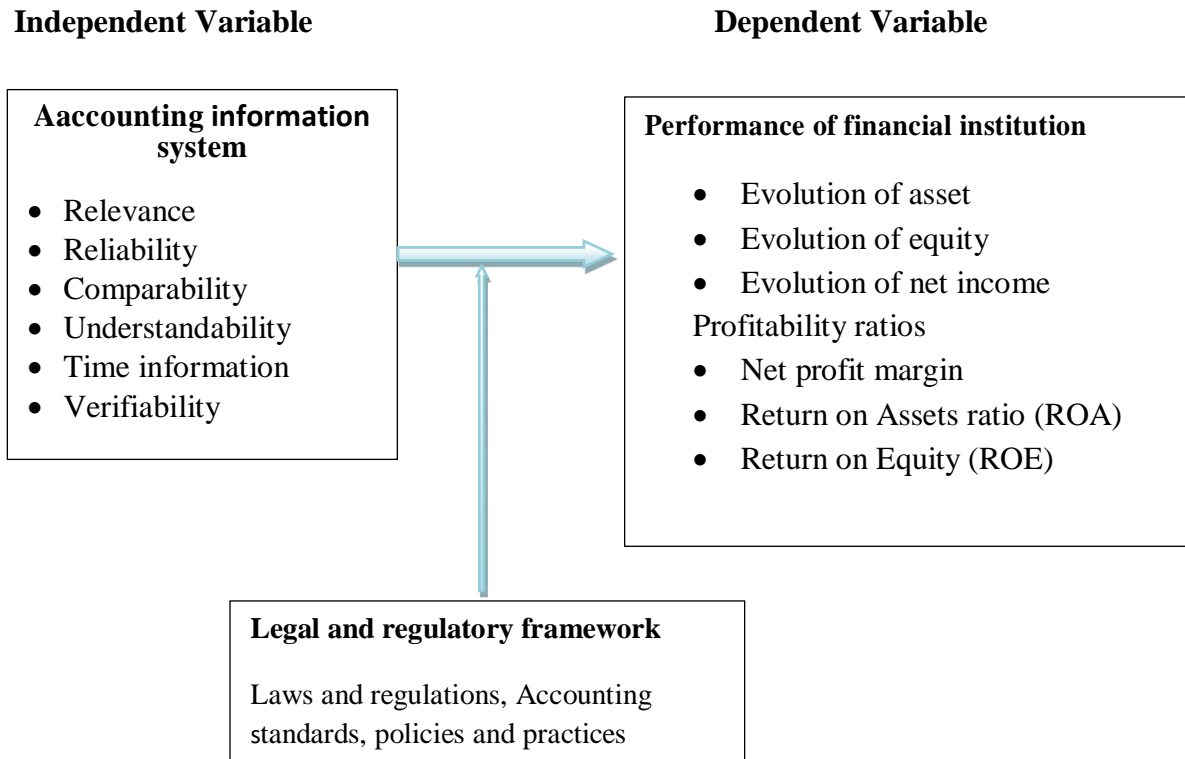 Independent Variable
Dependent Variable
Aaccounting information
system
• Relevance
• Reliability
• Comparability
• Understandability
• Time information
• Verifiability
Performance of financial institution
• Evolution of asset
• Evolution of equity
• Evolution of net income
Profitability ratios
• Net profit margin
• Return on Assets ratio (ROA)
• Return on Equity (ROE)
Legal and regulatory framework
Laws and regulations, Accounting
standards, policies and practices